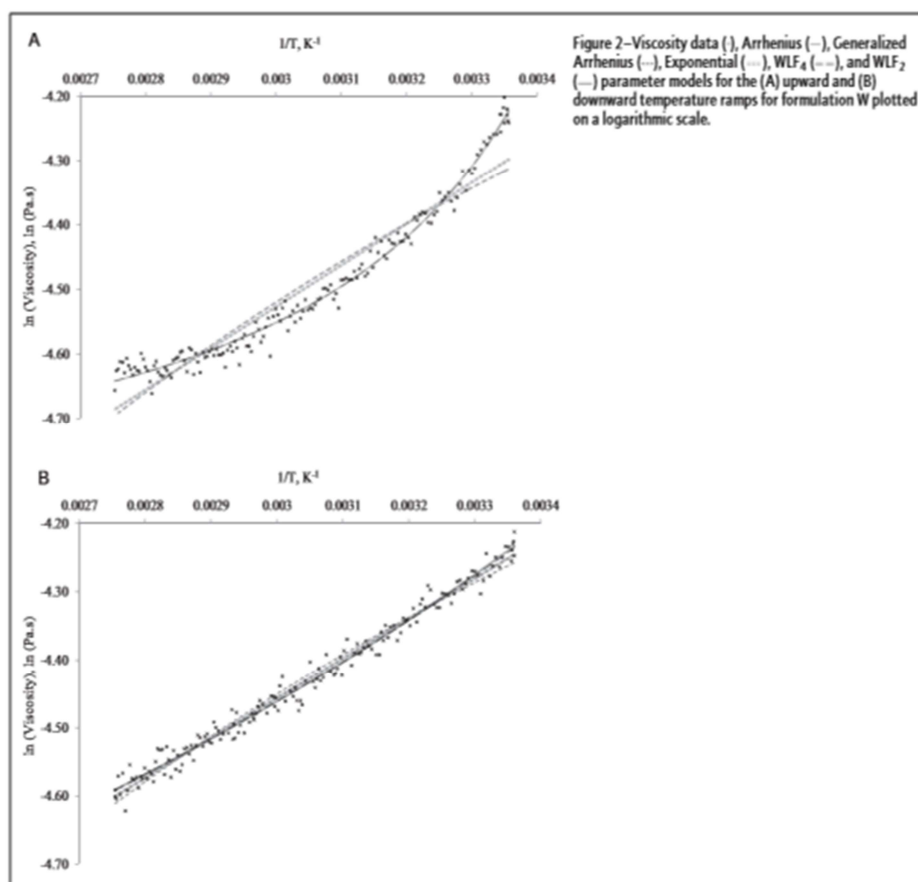 A
1/T, K-1
0.0027 0.0028 0.0029 0.003 0.0031 0.0032 0.0033 0.0034
-4.20
-4.30
-4.40
-4.50
-4.60
-4.70
ln (Viscosity), ln (Pa.s)
Figure 2–Viscosity data (·), Arrhenius (–), Generalized
Arrhenius (···), Exponential (···), WLF4 (– –), and WLF2
(—) parameter models for the (A) upward and (B)
downward temperature ramps for formulation W plotted
on a logarithmic scale.
B
1/T, K-1
0.0027 0.0028 0.0029 0.003 0.0031 0.0032 0.0033 0.0034
-4.20
-4.30
-4.40
-4.50
-4.60
-4.70
ln (Viscosity), ln (Pa.s)